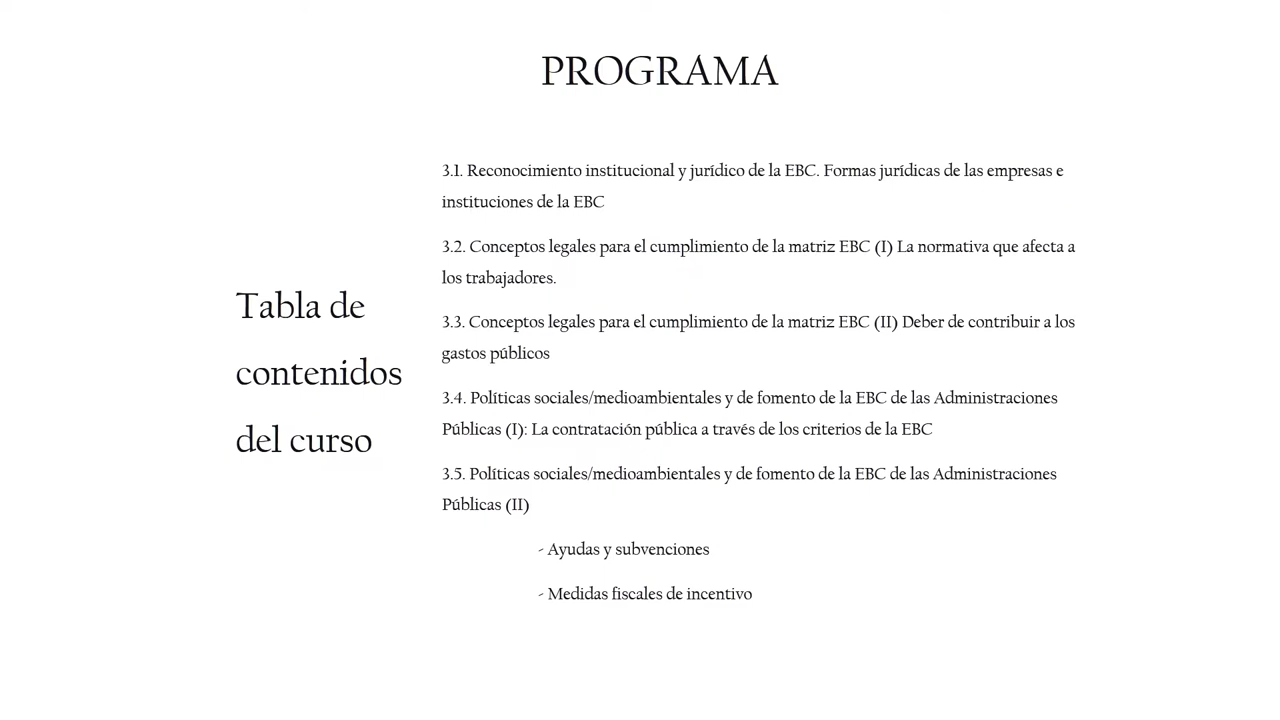 PROGRAMA
Tabla de
contenidos
del curso
3.1. Reconocimiento institucional y jurídico de la EBC. Formas jurídicas de las empresas e
instituciones de la EBC
3.2. Conceptos legales para el cumplimiento de la matriz EBC (I) La normativa que afecta a
los trabajadores.
3.3. Conceptos legales para el cumplimiento de la matriz EBC (II) Deber de contribuir a los
gastos públicos
3.4. Políticas sociales/medioambientales y de fomento de la EBC de las Administraciones
Públicas (I): La contratación pública a través de los criterios de la EBC
3.5. Políticas sociales/medioambientales y de fomento de la EBC de las Administraciones
Públicas (II)
- Ayudas y subvenciones
- Medidas fiscales de incentivo